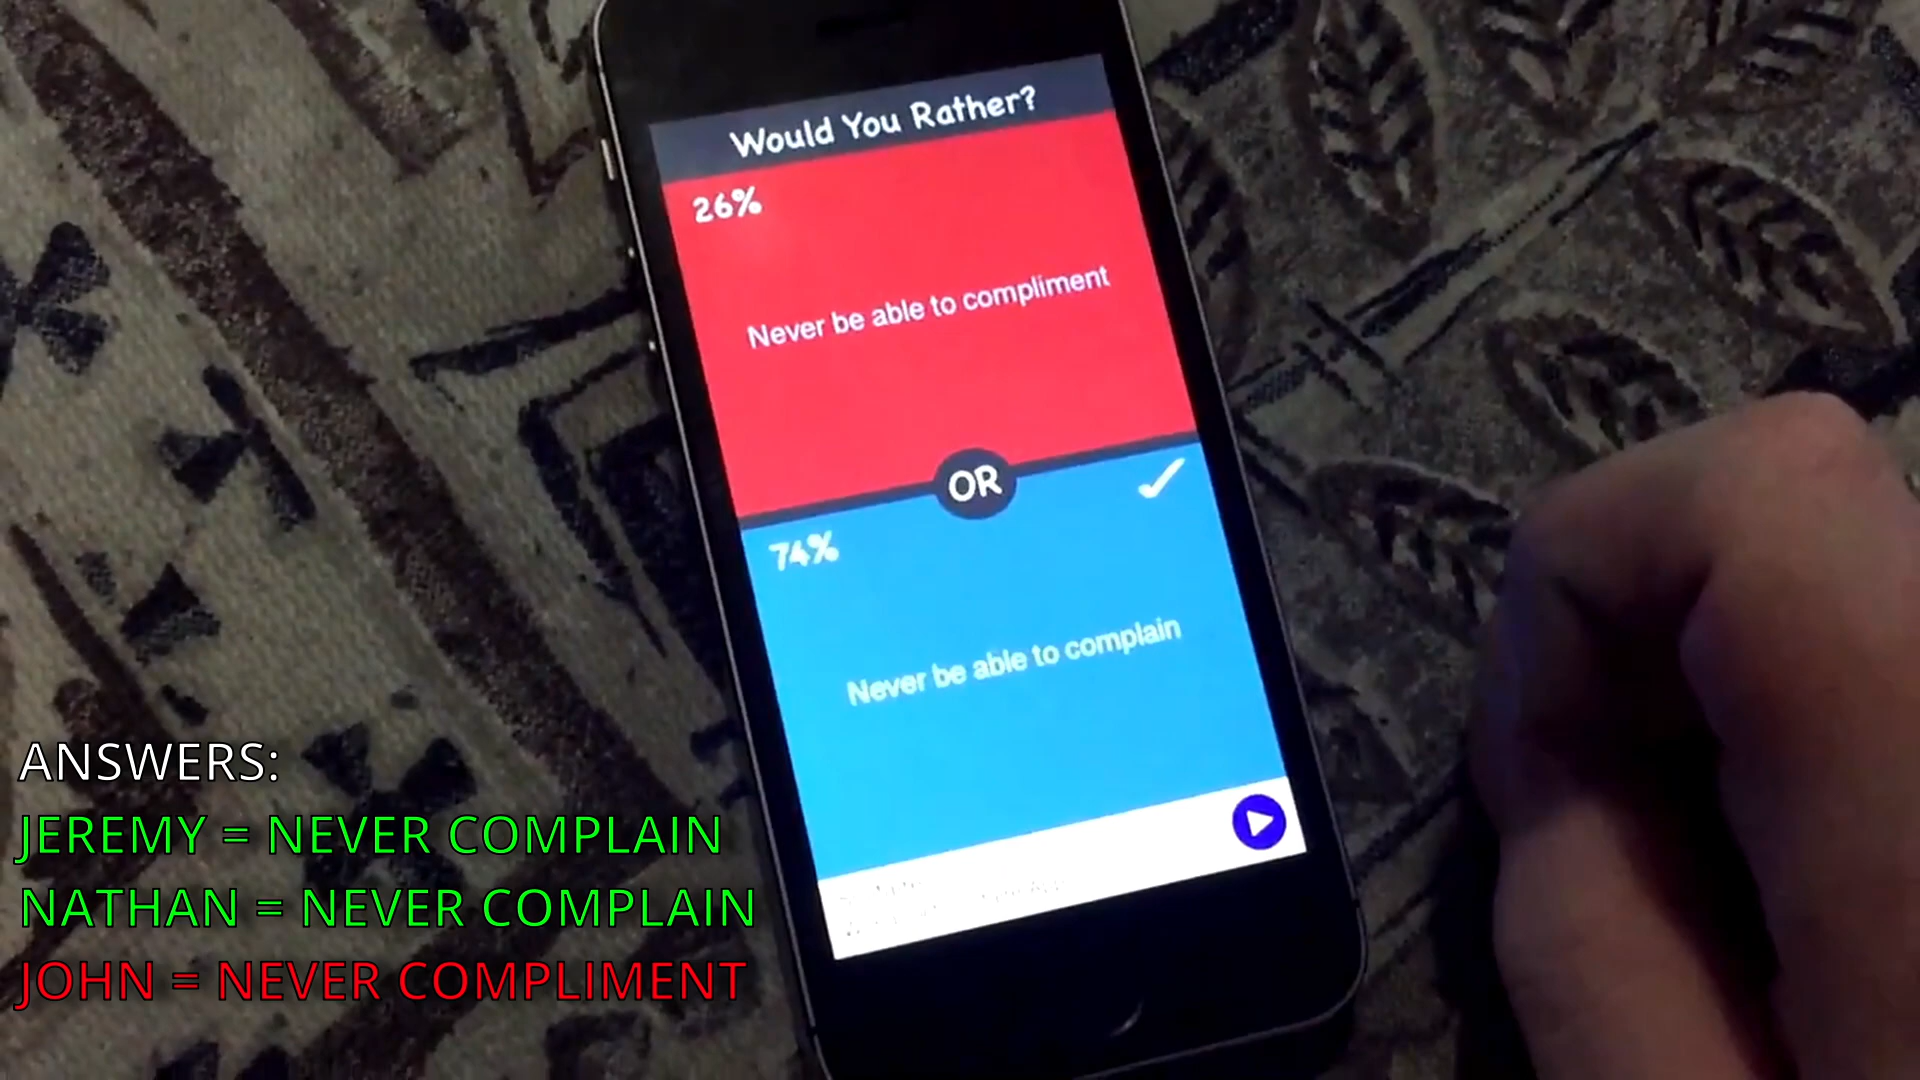 Would You Rather?
26%
Never be able to compliment
OR
74%
Never be able to complain
ANSWERS:
JEREMY = NEVER COMPLAIN
NATHAN = NEVER COMPLAIN
JOHN = NEVER COMPLIMENT